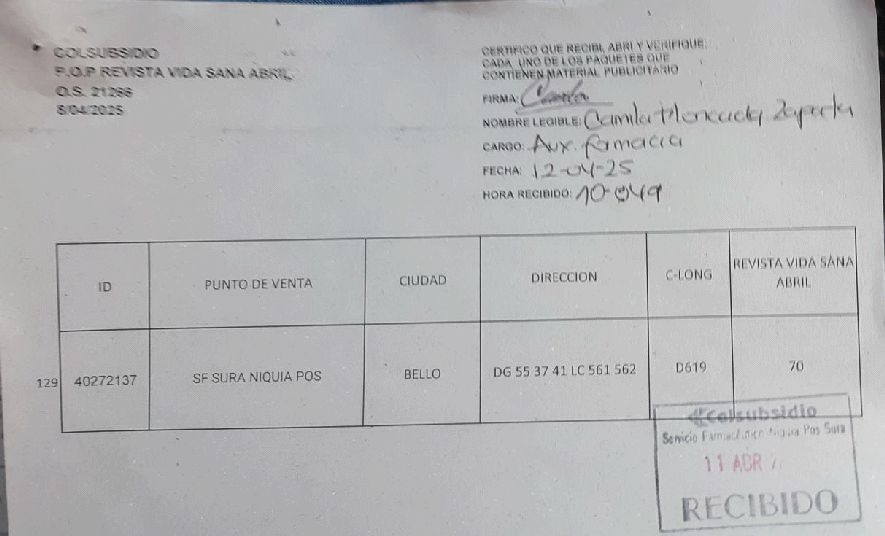 COLSUBSIDIO
P.O.P REVISTA VIDA SANA ABRIL
O.S. 21266
8/04/2025
CERTIFICO QUE RECIBI, ABRI Y VERIFIQUE.
CADA UNO DE LOS PAQUETES QUE
CONTIENEN MATERIAL PUBLICITARIO
FIRMA:
NOMBRE LEGIBLE: Camila Zapata
CARGO: Aux. farmacia
FECHA: 12-04-25
HORA RECIBIDO:
ID PUNTO DE VENTA CIUDAD DIRECCION C-LONG REVISTA VIDA SANA
ABRIL
129 40272137 SF SURA NIQUIA POS BELLO DG 55 37 41 LC 561 562 D619 70
colsubsidio
Servicio Farmacéutico Niquia Pos Sura
11 ABR
RECIBIDO